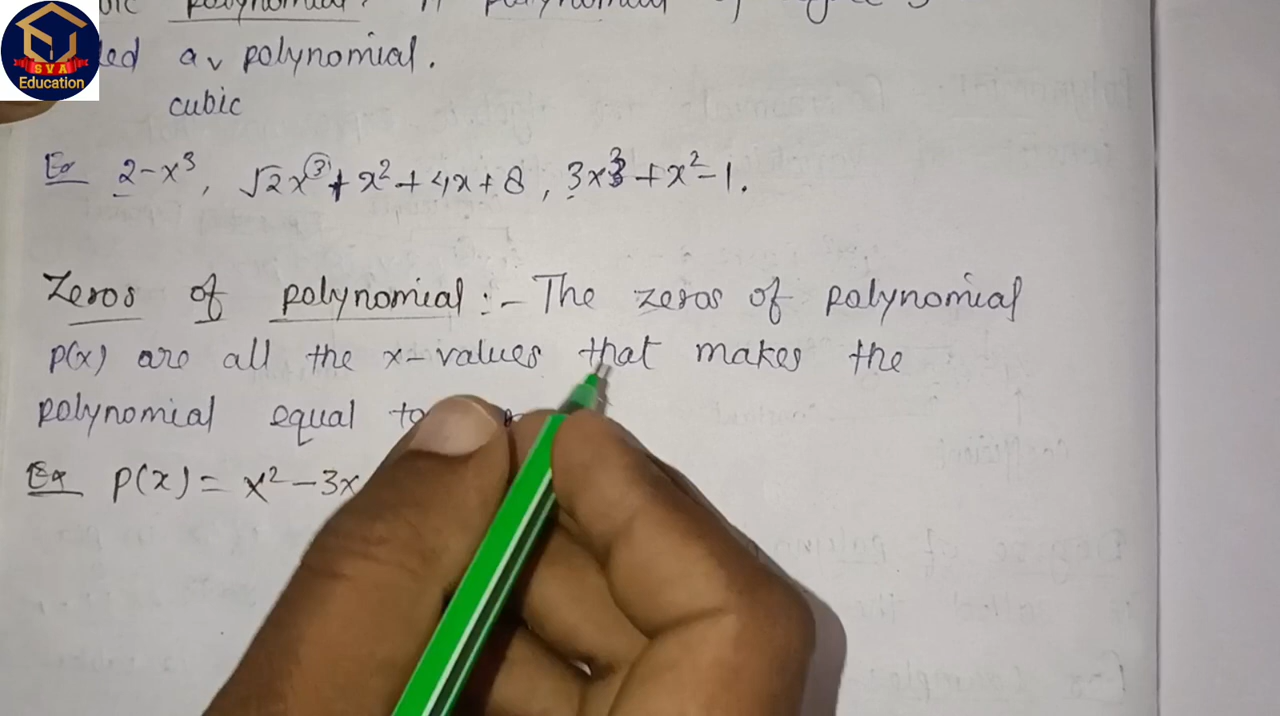 polynomial
SVA
Education
a polynomial.
cubic
Ex 2-x³, √2x³+x²+4x+8, 3x³+x²-1.
Zeros of polynomial :- The zeros of polynomial
P(x) are all the x-values that makes the
polynomial equal to
Ex P(x) = x²-3x